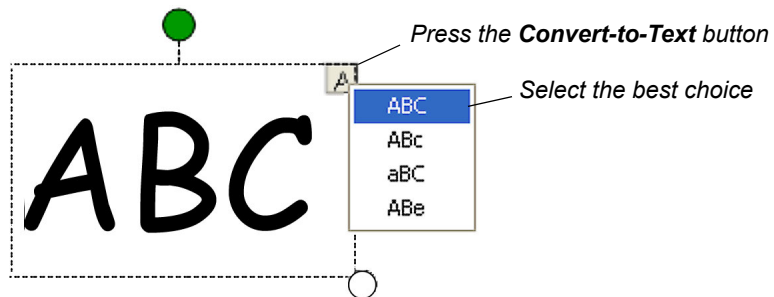 Press the Convert-to-Text button
A
Select the best choice
ABC
ABc
aBC
ABe
ABC